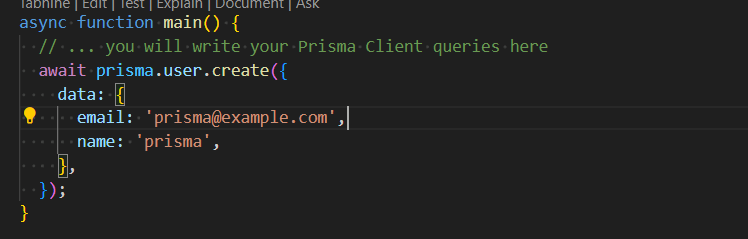 Tabnine | Edit | Test | Explain | Document | Ask
async function main() {
  // ... you will write your Prisma Client queries here
  await prisma.user.create({
    data: {
      email: 'prisma@example.com',
      name: 'prisma',
    },
  });
}